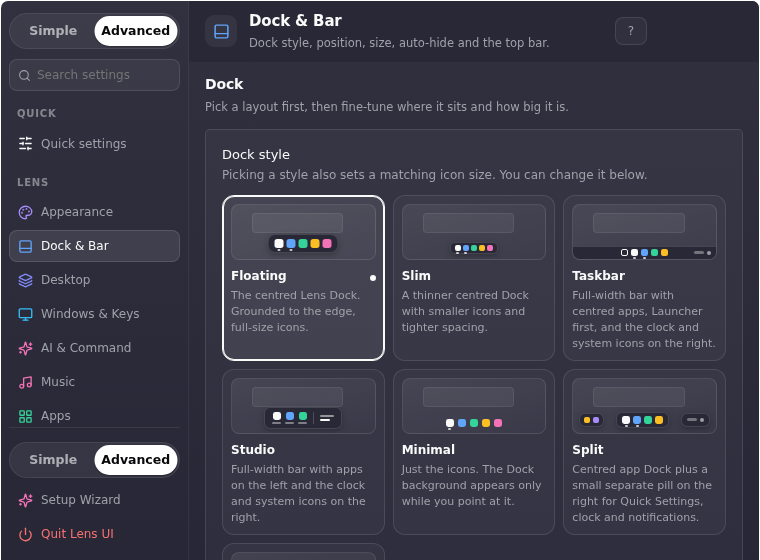 Simple Advanced
Search settings
QUICK
Quick settings
LENS
Appearance
Dock & Bar
Desktop
Windows & Keys
AI & Command
Music
Apps
Simple Advanced
Setup Wizard
Quit Lens UI
Dock & Bar
Dock style, position, size, auto-hide and the top bar.
?
Dock
Pick a layout first, then fine-tune where it sits and how big it is.
Dock style
Picking a style also sets a matching icon size. You can change it below.
Floating
The centred Lens Dock.
Grounded to the edge,
full-size icons.
Slim
A thinner centred Dock
with smaller icons and
tighter spacing.
Taskbar
Full-width bar with
centred apps, Launcher
first, and the clock and
system icons on the right.
Studio
Full-width bar with apps
on the left and the clock
and system icons on the
right.
Minimal
Just the icons. The Dock
background appears only
while you point at it.
Split
Centred app Dock plus a
small separate pill on the
right for Quick Settings,
clock and notifications.